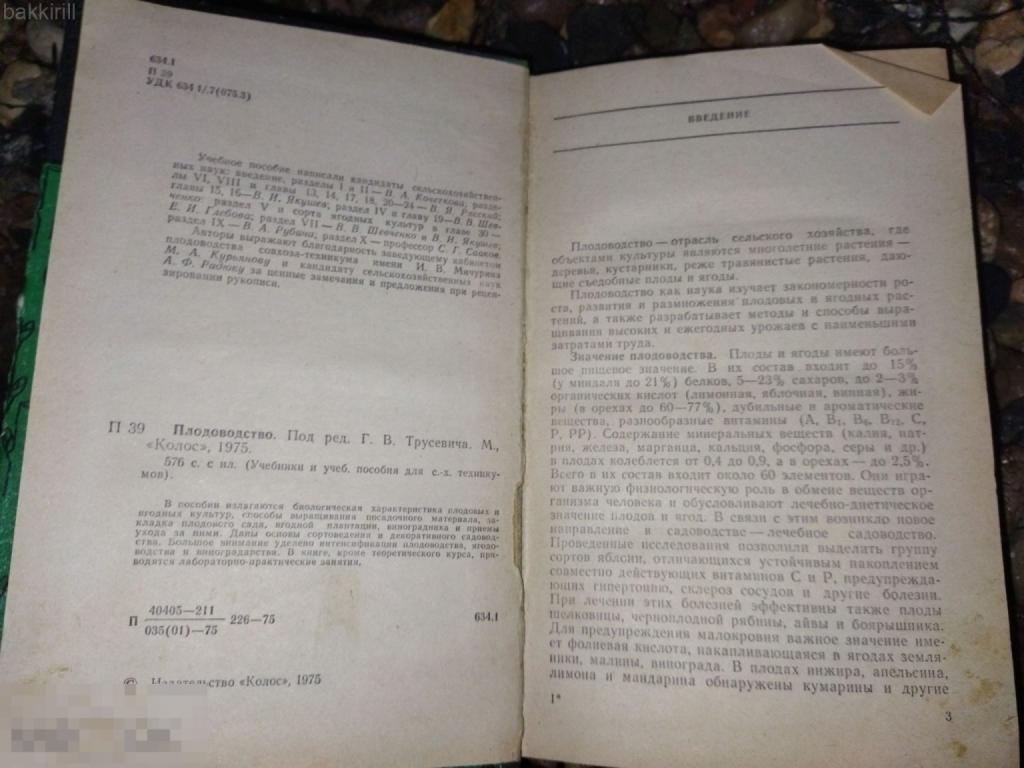 bakkirill
634.1
П 39
УДК 634 1/.7(075.3)
Учебное пособие написали кандидаты сельскохозяйствен-
ных наук: введение, разделы I и II — В. А. Колесникова, разде-
лы VI, VIII и главы 13, 14, 17, 18, 20—24 — В. Я.
главы 15, 16 — В. И. Якушев; раздел IV и главу 19 — В. В. Шев-
ченко; раздел V и сорта ягодных культур в главе 30 —
Е. И. Глебова; раздел VII — В. В. Шевченко и В. И. Якушев;
раздел IX — В. А. Рубина, раздел X — профессор С. Г.
Авторы выражают благодарность заведующему кабинетом
плодоводства совхоза-техникума имени И. В. Мичурина
М. А. Курьянову и кандидату сельскохозяйственных наук
А. Ф. Радюку за ценные замечания и предложения при рецен-
зировании рукописи.
П 39 Плодоводство. Под ред. Г. В. Трусевича. М.,
«Колос», 1975.
576 с. с ил. (Учебники и учеб. пособия для с.-х. технику-
мов).
В пособии излагаются биологическая характеристика плодовых и
ягодных культур, способы выращивания посадочного материала, за-
кладка плодового сада, ягодной плантации, виноградника и приемы
ухода за ними. Даны основы сортоведения и декоративного садовод-
ства. Большое внимание уделено интенсификации плодоводства, ягодо-
водства и виноградарства. В книге, кроме теоретического курса, при-
водятся лабораторно-практические занятия.
П 40405—211
035(01)—75 226—75 634.1
© Издательство «Колос», 1975
ВВЕДЕНИЕ
Плодоводство — отрасль сельского хозяйства, где
объектами культуры являются многолетние растения —
деревья, кустарники, реже травянистые растения, даю-
щие съедобные плоды и ягоды.
Плодоводство как наука изучает закономерности ро-
ста, развития и размножения плодовых и ягодных рас-
тений, а также разрабатывает методы и способы выра-
щивания высоких и ежегодных урожаев с наименьшими
затратами труда.
Значение плодоводства. Плоды и ягоды имеют боль-
шое пищевое значение. В их состав входит до 15%
(у миндаля до 21%) белков, 5—23% сахаров, до 2—3%
органических кислот (лимонная, яблочная, винная), жи-
ры (в орехах до 60—77%), дубильные и ароматические
вещества, разнообразные витамины (А, В₁, В₆, В₁₂, С,
Р, РР). Содержание минеральных веществ (калия, нат-
рия, железа, марганца, кальция, фосфора, серы и др.)
в плодах колеблется от 0,4 до 0,9, а в орехах — до 2,5%.
Всего в их состав входит около 60 элементов. Они игра-
ют важную физиологическую роль в обмене веществ ор-
ганизма человека и обусловливают лечебно-диетическое
значение плодов и ягод. В связи с этим возникло новое
направление и садоводстве — лечебное садоводство.
Проведенные исследования позволили выделить группу
сортов яблони, отличающихся устойчивым накоплением
совместно действующих витаминов С и Р, предупрежда-
ющих гипертонию, склероз сосудов и другие болезни.
При лечении этих болезней эффективны также плоды
шелковицы, черноплодной рябины, айвы и боярышника.
Для предупреждения малокровия важное значение име-
ет фолиевая кислота, накапливающаяся в ягодах земля-
ники, малины, винограда. В плодах инжира, апельсина,
лимона и мандарина обнаружены кумарины и другие
1*
3